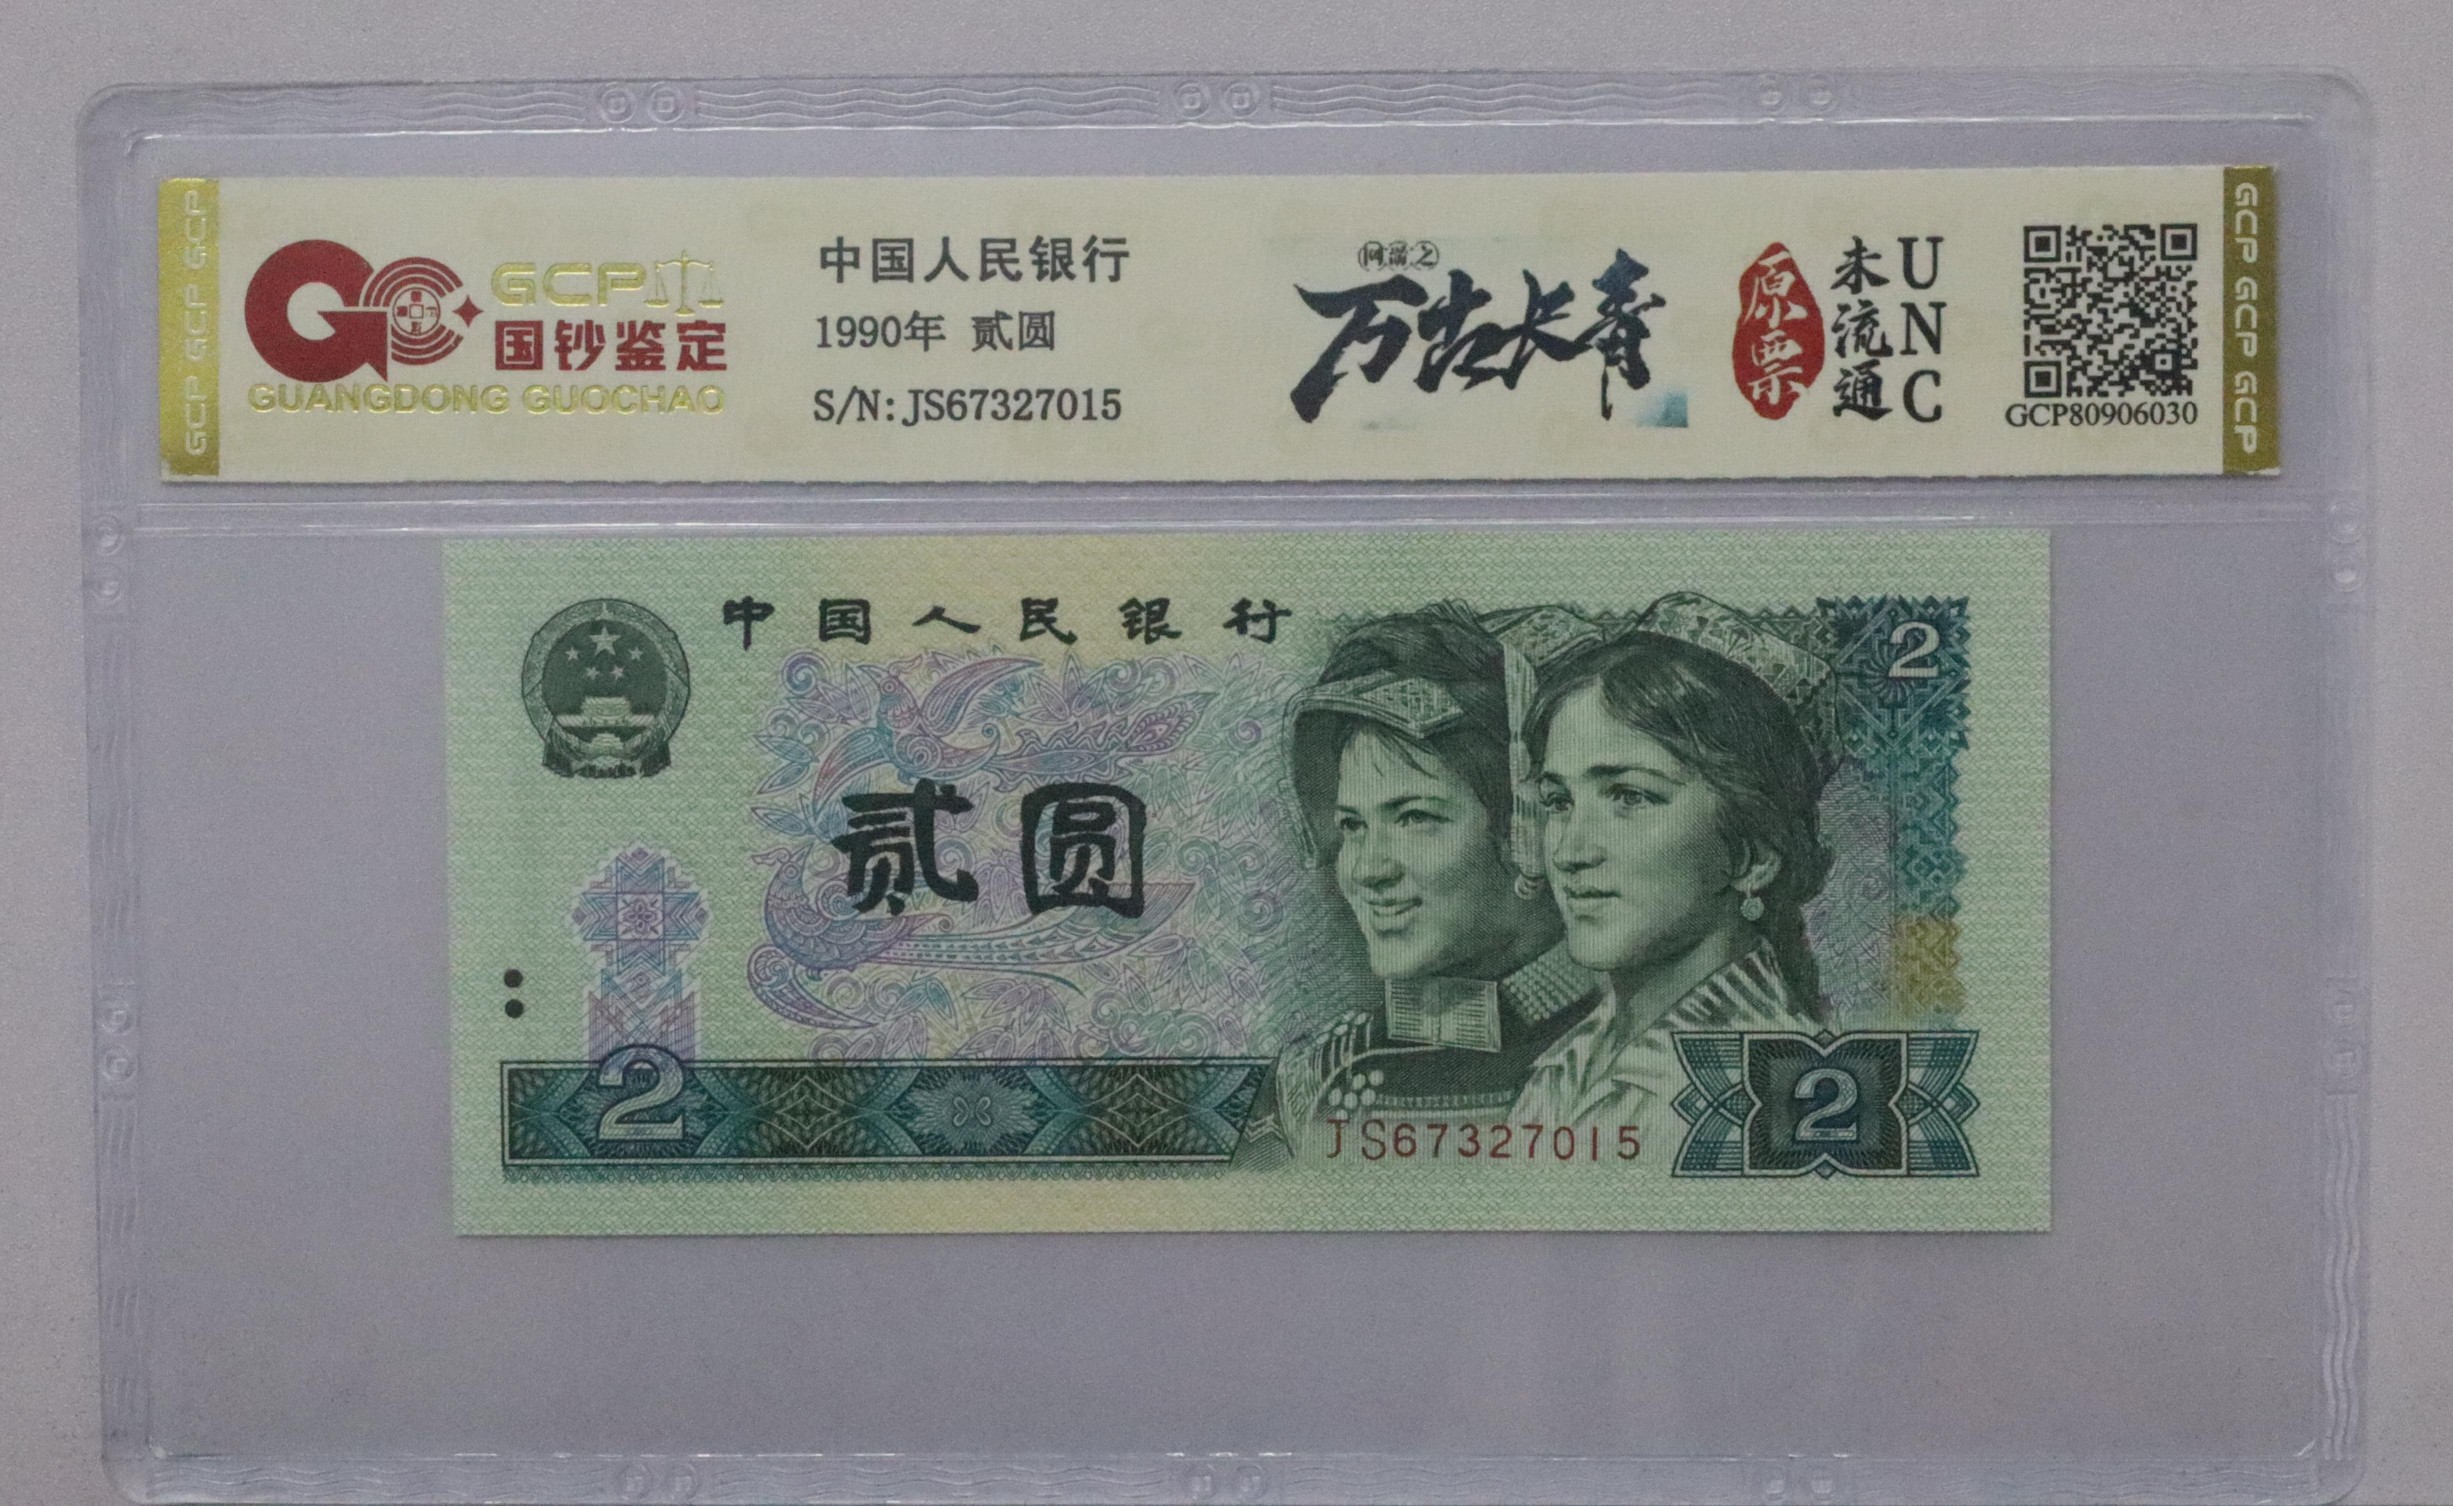 GCP GCP GCP
GCP
国钞鉴定
GUANGDONG GUOCHAO
中国人民银行
1990年 贰圆
S/N: JS67327015
万古长青
原票
未流通
UNC
GCP80906030
GCP GCP GCP GCP
中国人民银行
2
贰圆
2
JS67327015
2